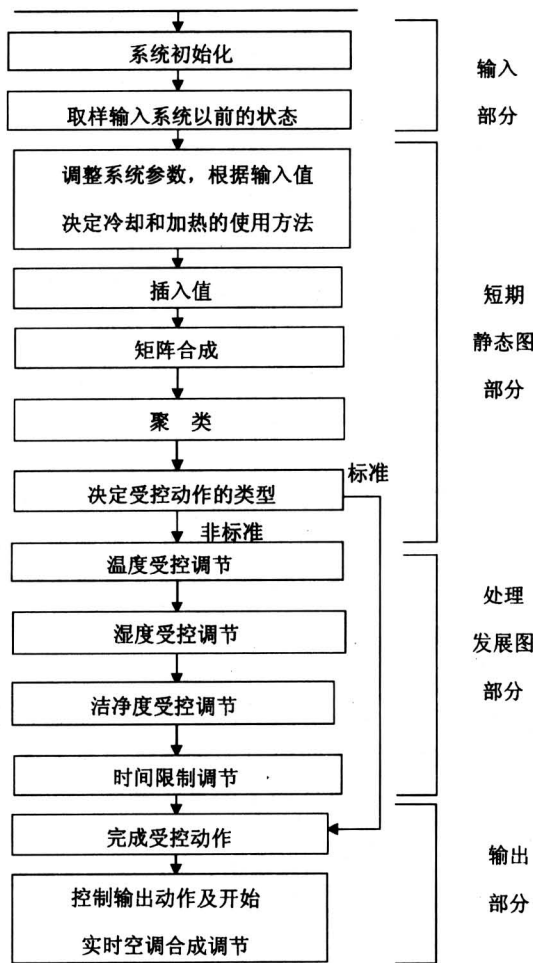 系统初始化
取样输入系统以前的状态
输入
部分
调整系统参数，根据输入值
决定冷却和加热的使用方法
插入值
矩阵合成
聚 类
决定受控动作的类型
标准
非标准
短期
静态图
部分
温度受控调节
湿度受控调节
洁净度受控调节
时间限制调节
处理
发展图
部分
完成受控动作
控制输出动作及开始
实时空调合成调节
输出
部分